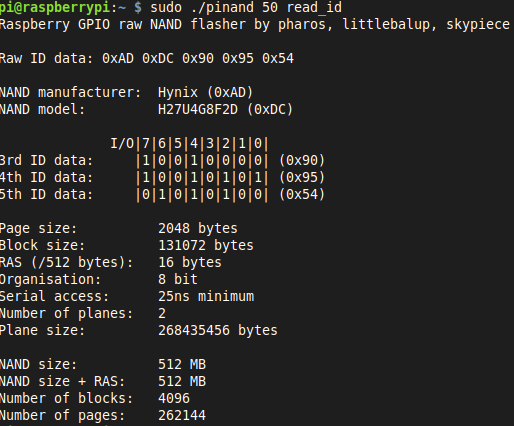 pi@raspberrypi:~ $ sudo ./pinand 50 read_id
Raspberry GPIO raw NAND flasher by pharos, littlebalup, skypiece
Raw ID data: 0xAD 0xDC 0x90 0x95 0x54
NAND manufacturer:  Hynix (0xAD)
NAND model:         H27U4G8F2D (0xDC)
I/O|7|6|5|4|3|2|1|0|
3rd ID data:     |1|0|0|1|0|0|0|0| (0x90)
4th ID data:     |1|0|0|1|0|1|0|1| (0x95)
5th ID data:     |0|1|0|1|0|1|0|0| (0x54)
Page size:          2048 bytes
Block size:         131072 bytes
RAS (/512 bytes):   16 bytes
Organisation:       8 bit
Serial access:      25ns minimum
Number of planes:   2
Plane size:         268435456 bytes
NAND size:          512 MB
NAND size + RAS:    512 MB
Number of blocks:   4096
Number of pages:    262144